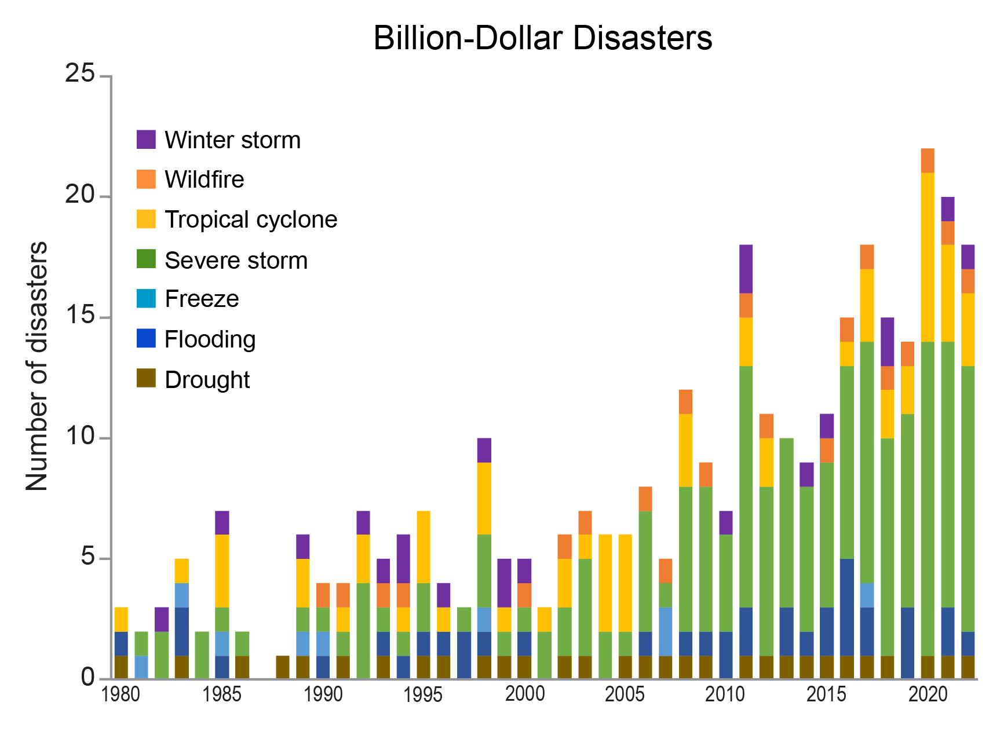 Billion-Dollar Disasters
25
20
15
10
5
0
Number of disasters
Winter storm
Wildfire
Tropical cyclone
Severe storm
Freeze
Flooding
Drought
1980 1985 1990 1995 2000 2005 2010 2015 2020